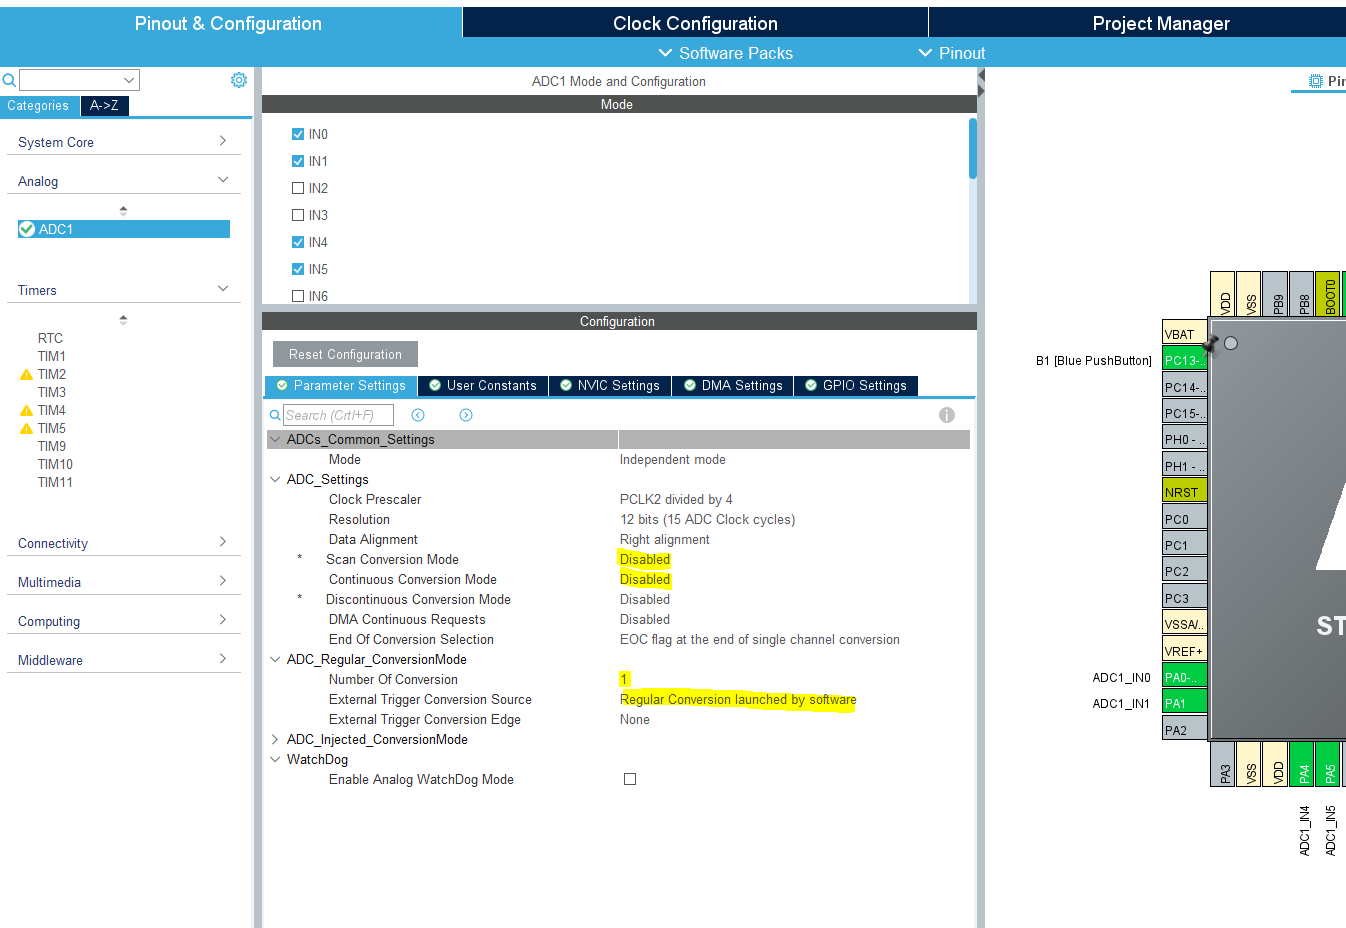 Pinout & Configuration
Clock Configuration
Project Manager
Software Packs
Pinout
Categories
A->Z
System Core
Analog
ADC1
Timers
RTC
TIM1
TIM2
TIM3
TIM4
TIM5
TIM9
TIM10
TIM11
Connectivity
Multimedia
Computing
Middleware
ADC1 Mode and Configuration
Mode
IN0
IN1
IN2
IN3
IN4
IN5
IN6
Configuration
Reset Configuration
Parameter Settings
User Constants
NVIC Settings
DMA Settings
GPIO Settings
Search (Crtl+F)
ADCs_Common_Settings
Mode Independent mode
ADC_Settings
Clock Prescaler PCLK2 divided by 4
Resolution 12 bits (15 ADC Clock cycles)
Data Alignment Right alignment
* Scan Conversion Mode Disabled
Continuous Conversion Mode Disabled
* Discontinuous Conversion Mode Disabled
DMA Continuous Requests Disabled
End Of Conversion Selection EOC flag at the end of single channel conversion
ADC_Regular_ConversionMode
Number Of Conversion 1
External Trigger Conversion Source Regular Conversion launched by software
External Trigger Conversion Edge None
ADC_Injected_ConversionMode
WatchDog
Enable Analog WatchDog Mode
Pin
VDD
VSS
PB9
PB8
BOOT0
VBAT
B1 [Blue PushButton] PC13-..
PC14-..
PC15-..
PH0 - ..
PH1 - ..
NRST
PC0
PC1
PC2
PC3
VSSA/..
VREF+
ADC1_IN0 PA0-..
ADC1_IN1 PA1
PA2
ST
PA3
VSS
VDD
PA4
PA5
ADC1_IN4
ADC1_IN5